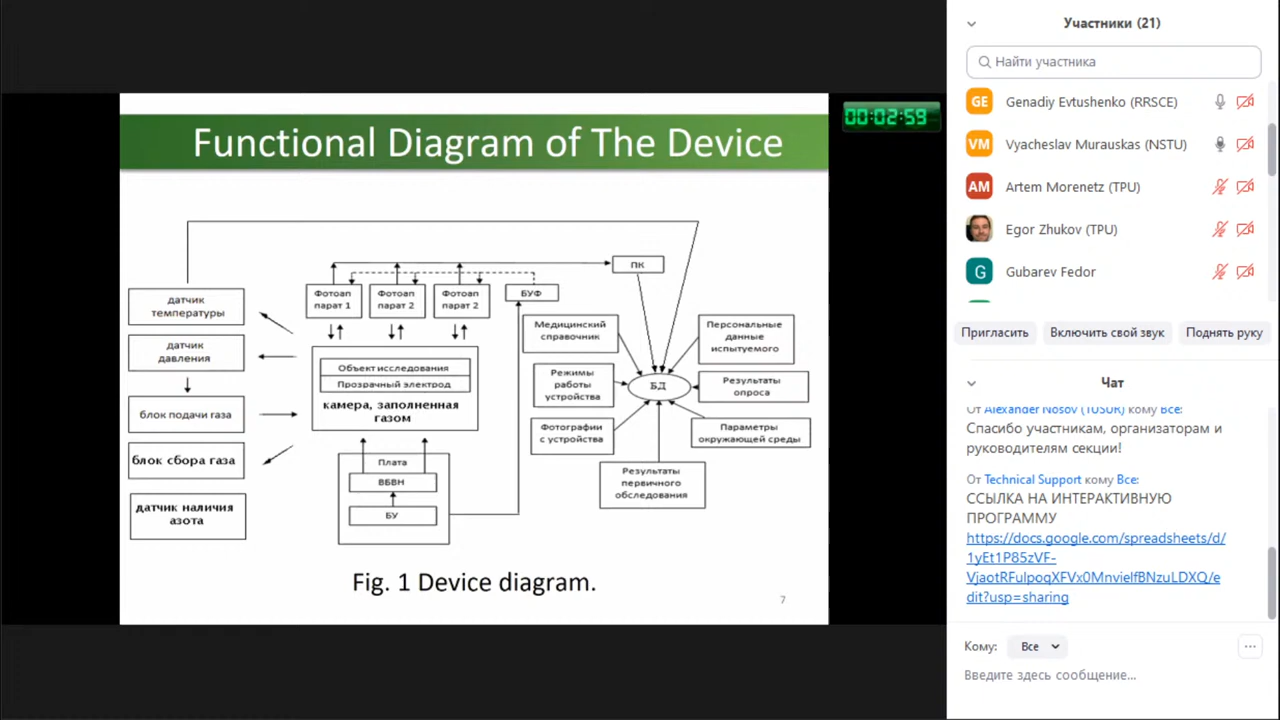 Functional Diagram of The Device
00:02:59
ПК
Фотоап
парат 1
Фотоап
парат 2
Фотоап
парат 2
БУФ
датчик
температуры
датчик
давления
блок подачи газа
блок сбора газа
датчик наличия
азота
Объект исследования
Прозрачный электрод
камера, заполненная
газом
Плата
ВБВН
БУ
Медицинский
справочник
Персональные
данные
испытуемого
Режимы
работы
устройства
БД
Результаты
опроса
Фотографии
с устройства
Параметры
окружающей среды
Результаты
первичного
обследования
Fig. 1 Device diagram.
7
Участники (21)
Найти участника
GE
Genadiy Evtushenko (RRSCE)
VM
Vyacheslav Murauskas (NSTU)
AM
Artem Morenetz (TPU)
Egor Zhukov (TPU)
G
Gubarev Fedor
Пригласить
Включить свой звук
Поднять руку
Чат
От Alexander Nosov (TUSUR) кому Все:
Спасибо участникам, организаторам и
руководителям секции!
От Technical Support кому Все:
ССЫЛКА НА ИНТЕРАКТИВНУЮ
ПРОГРАММУ
https://docs.google.com/spreadsheets/d/
1yEt1P85zVF-
VjaotRFulpoqXFVx0MnvielfBNzuLDXQ/e
dit?usp=sharing
Кому:
Все
Введите здесь сообщение...